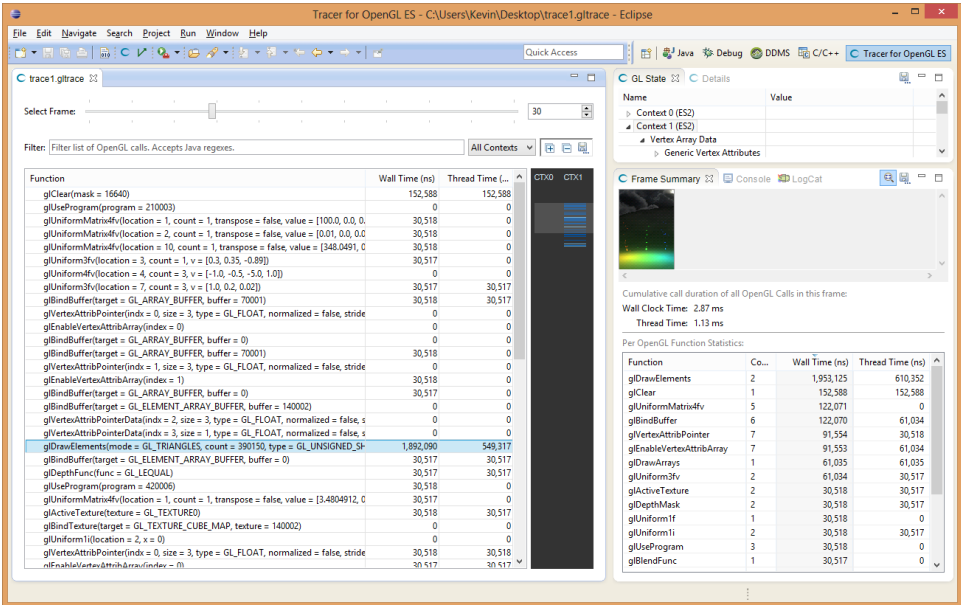 Tracer for OpenGL ES - C:\Users\Kevin\Desktop\trace1.gltrace - Eclipse
File Edit Navigate Search Project Run Window Help
Quick Access
Java Debug DDMS C/C++ Tracer for OpenGL ES
trace1.gltrace
Select Frame: 30
Filter: Filter list of OpenGL calls. Accepts Java regexes. All Contexts
Function Wall Time (ns) Thread Time (...
glClear(mask = 16640) 152,588 152,588
glUseProgram(program = 210003) 0 0
glUniformMatrix4fv(location = 1, count = 1, transpose = false, value = [100.0, 0.0, 0. 30,518 0
glUniformMatrix4fv(location = 2, count = 1, transpose = false, value = [0.01, 0.0, 0.0 30,518 0
glUniformMatrix4fv(location = 10, count = 1, transpose = false, value = [348.0491, 0 30,518 0
glUniform3fv(location = 3, count = 1, v = [0.3, 0.35, -0.89]) 30,517 0
glUniform4fv(location = 4, count = 3, v = [-1.0, -0.5, -5.0, 1.0]) 0 0
glUniform3fv(location = 7, count = 3, v = [1.0, 0.2, 0.02]) 30,517 30,517
glBindBuffer(target = GL_ARRAY_BUFFER, buffer = 70001) 30,518 30,517
glVertexAttribPointer(indx = 0, size = 3, type = GL_FLOAT, normalized = false, stride 0 0
glEnableVertexAttribArray(index = 0) 0 0
glBindBuffer(target = GL_ARRAY_BUFFER, buffer = 0) 0 0
glBindBuffer(target = GL_ARRAY_BUFFER, buffer = 70001) 30,518 0
glVertexAttribPointer(indx = 1, size = 3, type = GL_FLOAT, normalized = false, stride 0 0
glEnableVertexAttribArray(index = 1) 30,518 0
glBindBuffer(target = GL_ARRAY_BUFFER, buffer = 0) 30,517 0
glBindBuffer(target = GL_ELEMENT_ARRAY_BUFFER, buffer = 140002) 0 0
glVertexAttribPointerData(indx = 2, size = 3, type = GL_FLOAT, normalized = false, s 0 0
glVertexAttribPointerData(indx = 3, size = 1, type = GL_FLOAT, normalized = false, s 0 0
glDrawElements(mode = GL_TRIANGLES, count = 390150, type = GL_UNSIGNED_SH 1,892,090 549,317
glBindBuffer(target = GL_ELEMENT_ARRAY_BUFFER, buffer = 0) 30,517 30,517
glDepthFunc(func = GL_LEQUAL) 30,517 30,517
glUseProgram(program = 420006) 30,518 0
glUniformMatrix4fv(location = 1, count = 1, transpose = false, value = [3.4804912, 0 30,517 0
glActiveTexture(texture = GL_TEXTURE0) 30,517 0
glBindTexture(target = GL_TEXTURE_CUBE_MAP, texture = 140002) 0 0
glUniform1i(location = 2, x = 0) 0 0
glVertexAttribPointer(indx = 0, size = 3, type = GL_FLOAT, normalized = false, stride 30,518 30,518
glEnableVertexAttribArray(index = 0) 30,517 30,517
CTX0 CTX1
GL State Details
Name Value
Context 0 (ES2)
Context 1 (ES2)
Vertex Array Data
Generic Vertex Attributes
Frame Summary Console LogCat
Cumulative call duration of all OpenGL Calls in this frame:
Wall Clock Time: 2.87 ms
Thread Time: 1.13 ms
Per OpenGL Function Statistics:
Function Co... Wall Time (ns) Thread Time (ns)
glDrawElements 2 1,953,125 610,352
glClear 1 152,588 152,588
glUniformMatrix4fv 5 122,071 0
glBindBuffer 6 122,070 61,034
glVertexAttribPointer 7 91,554 30,518
glEnableVertexAttribArray 7 91,553 61,034
glDrawArrays 1 61,035 61,035
glUniform3fv 2 61,034 30,517
glActiveTexture 2 30,518 0
glDepthMask 2 30,518 30,517
glUniform1f 1 30,518 0
glUniform1i 2 30,518 30,517
glUseProgram 3 30,518 0
glBlendFunc 1 30,517 0